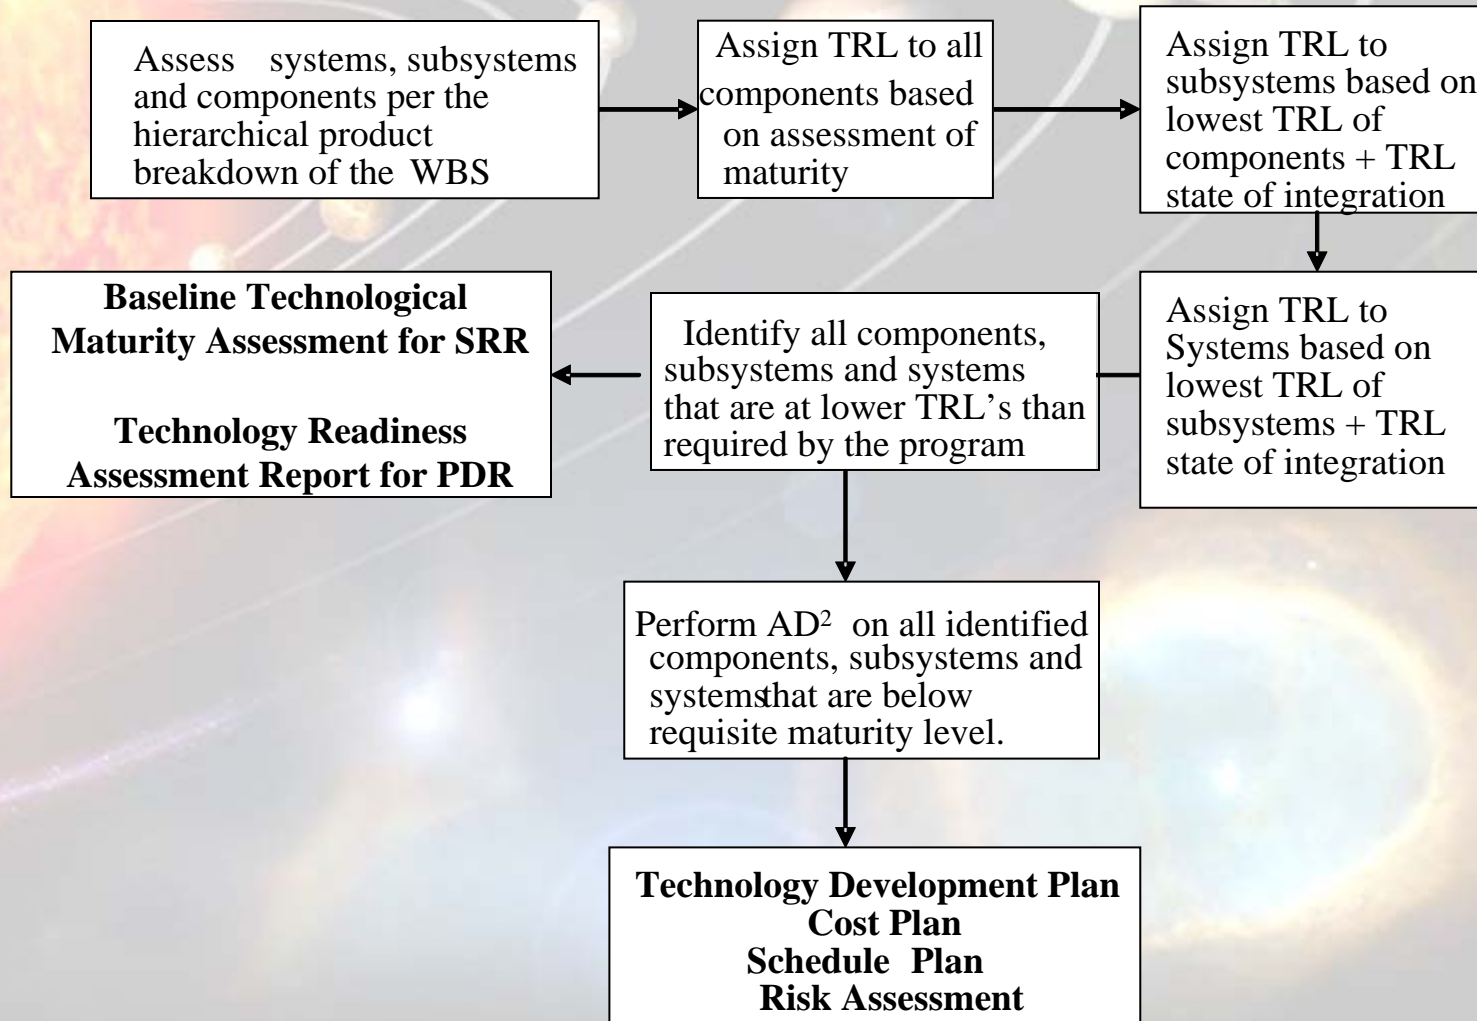 Assess systems, subsystems
and components per the
hierarchical product
breakdown of the WBS
Assign TRL to all
components based
on assessment of
maturity
Assign TRL to
subsystems based on
lowest TRL of
components + TRL
state of integration
Assign TRL to
Systems based on
lowest TRL of
subsystems + TRL
state of integration
Identify all components,
subsystems and systems
that are at lower TRL’s than
required by the program
Baseline Technological
Maturity Assessment for SRR
Technology Readiness
Assessment Report for PDR
Perform AD² on all identified
components, subsystems and
systemsthat are below
requisite maturity level.
Technology Development Plan
Cost Plan
Schedule Plan
Risk Assessment